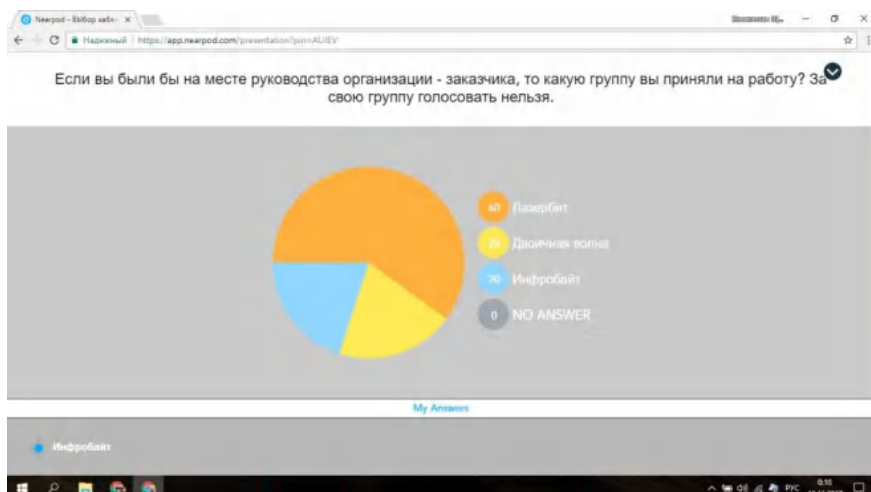 Nearpod - Выбор
Надежный https://app.nearpod.com/presentation?pin=AUJEV
Если вы были бы на месте руководства организации - заказчика, то какую группу вы приняли на работу? За
свою группу голосовать нельзя.
60 Лазербит
20 Двоичная волна
20 Инфробайт
0 NO ANSWER
My Answers
Инфробайт
РУС